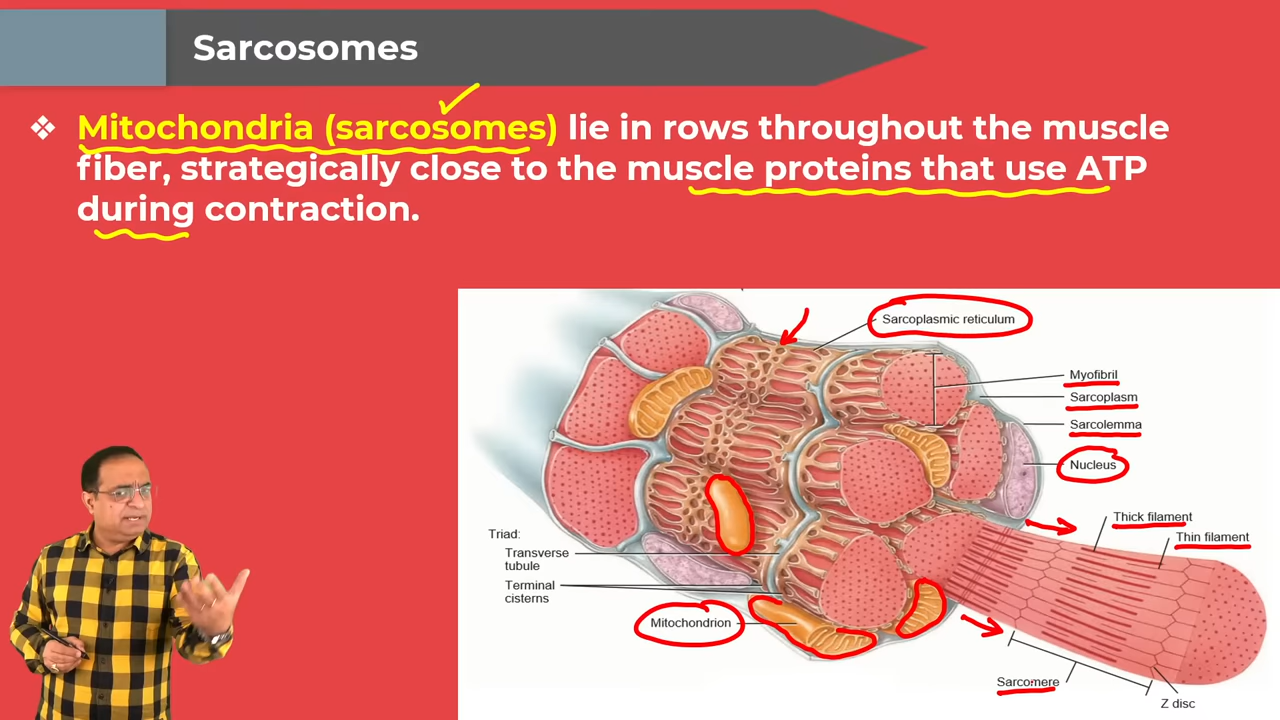 Sarcosomes
❖ Mitochondria (sarcosomes) lie in rows throughout the muscle
fiber, strategically close to the muscle proteins that use ATP
during contraction.
Sarcoplasmic reticulum
Myofibril
Sarcoplasm
Sarcolemma
Nucleus
Thick filament
Thin filament
Triad:
Transverse
tubule
Terminal
cisterns
Mitochondrion
Sarcomere
Z disc